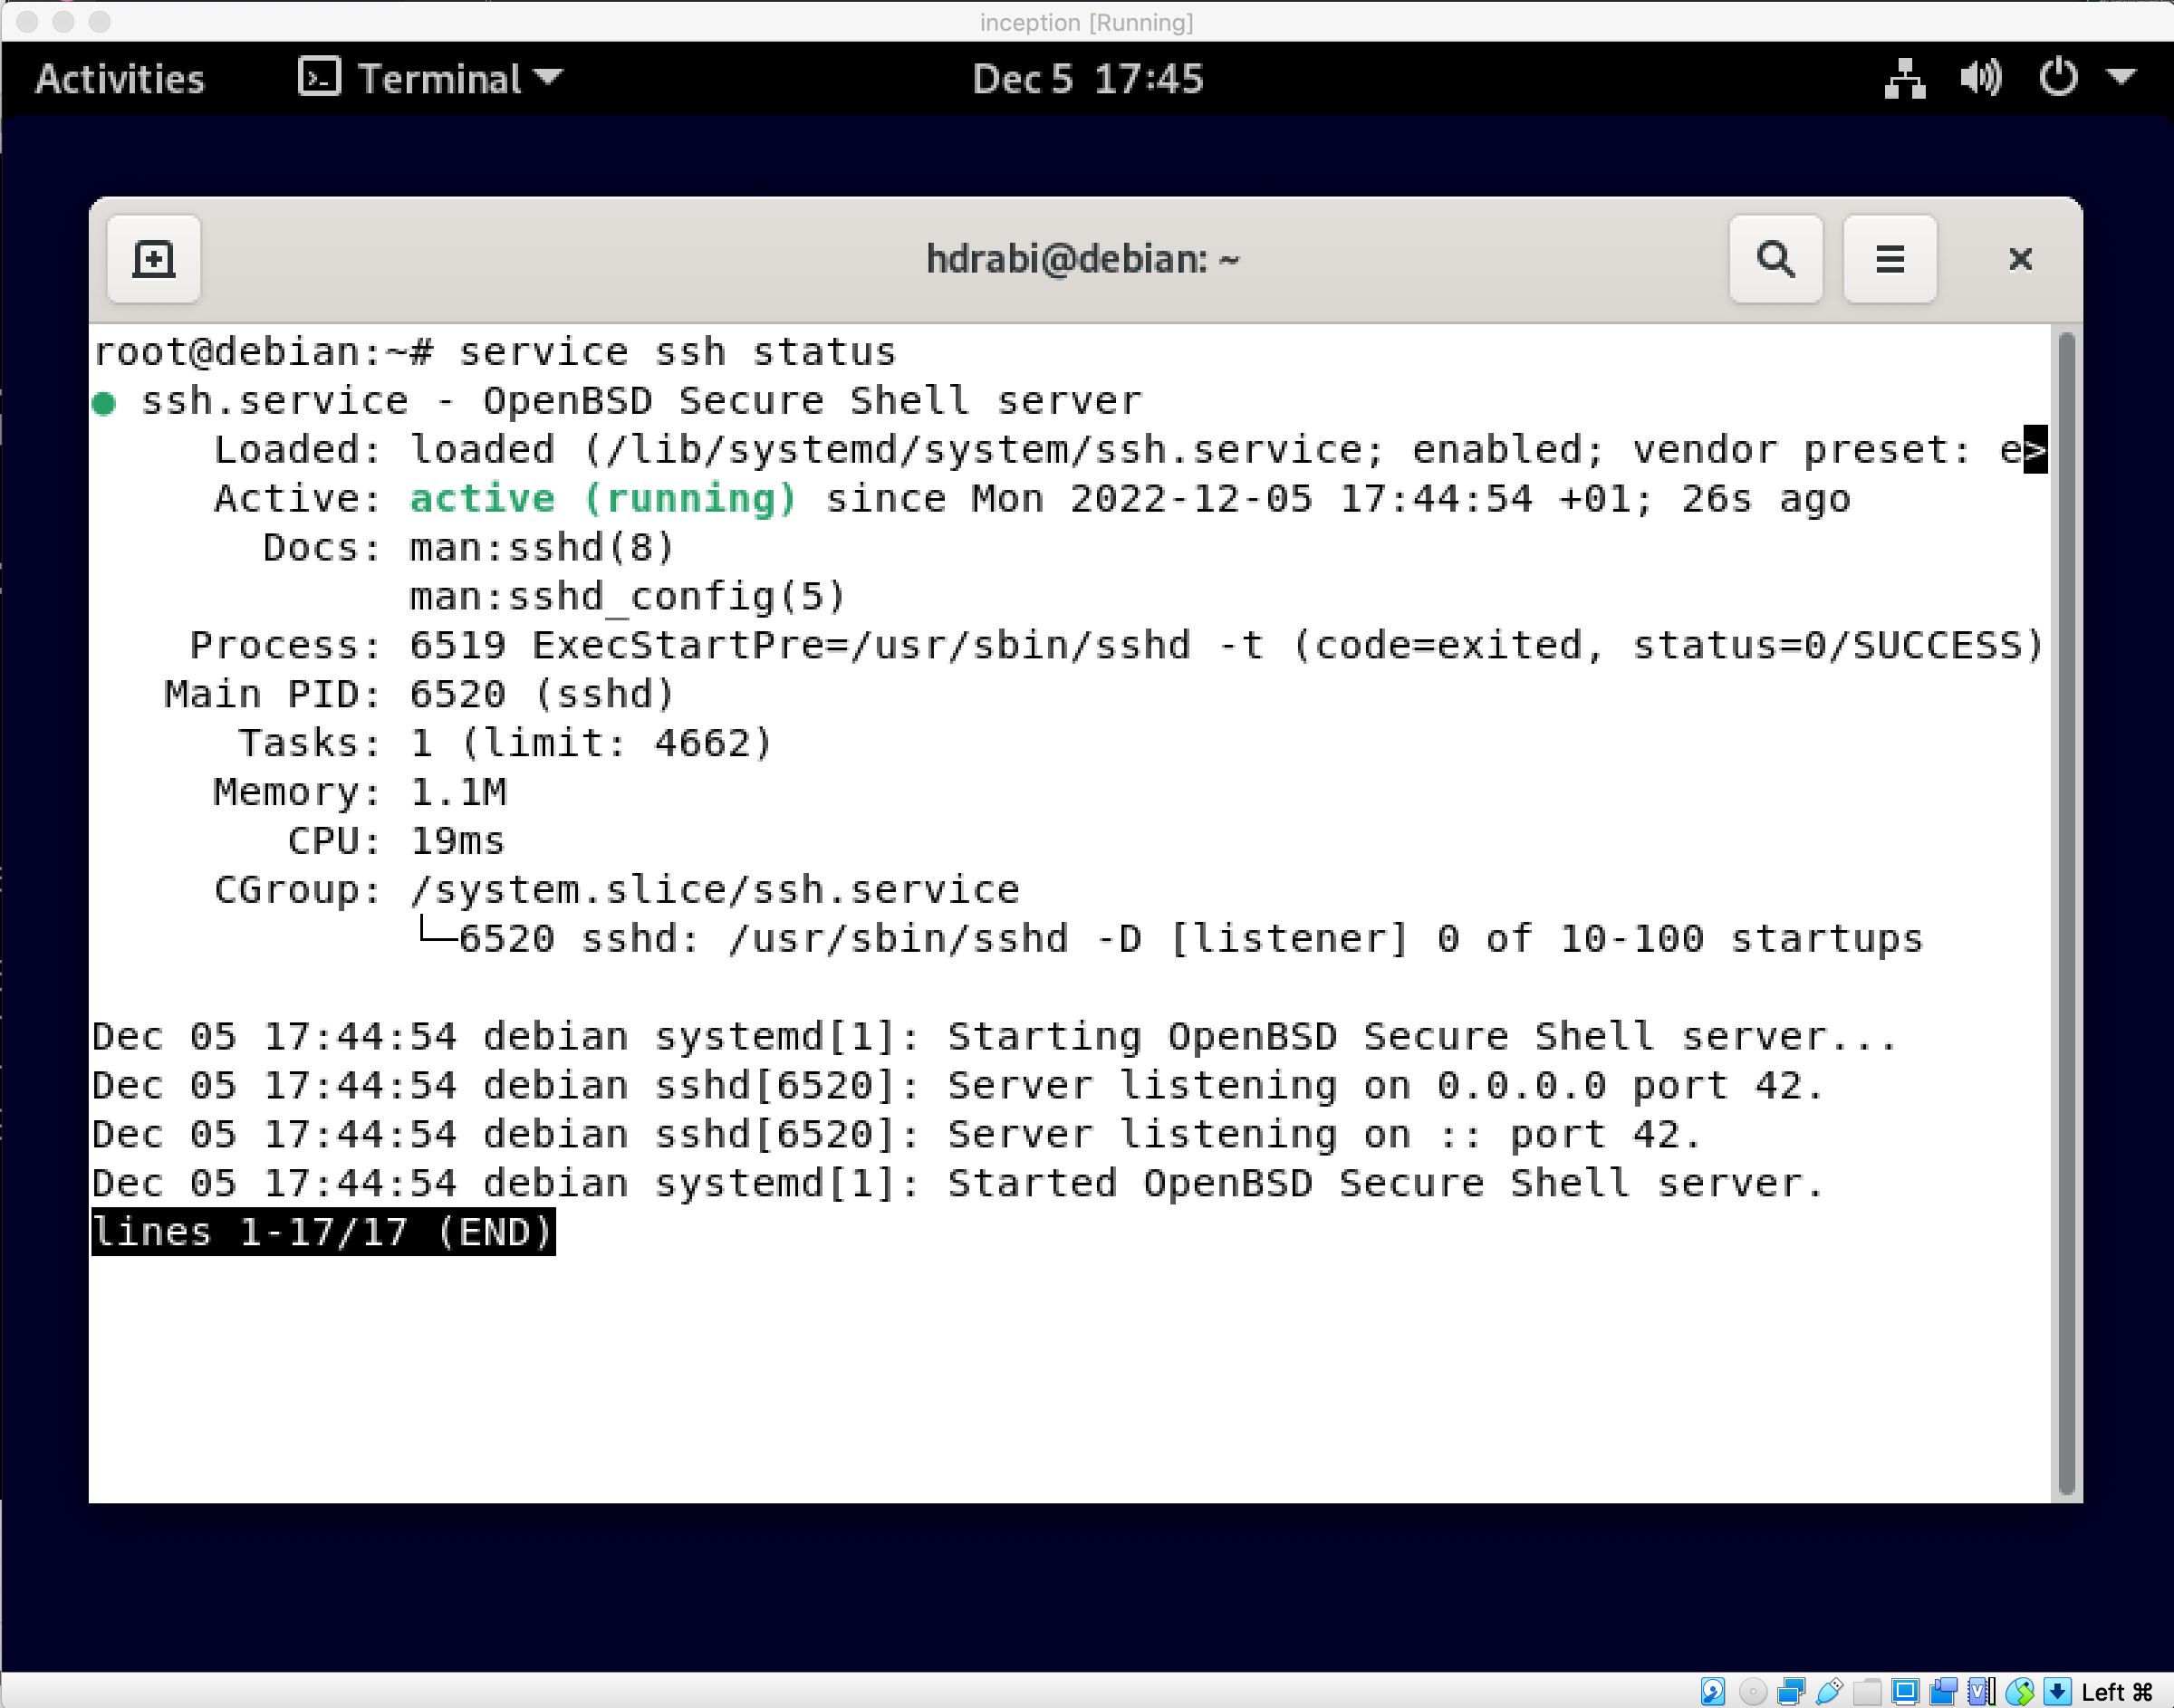 inception [Running]
Activities Terminal Dec 5 17:45
hdrabi@debian: ~
root@debian:~# service ssh status
● ssh.service - OpenBSD Secure Shell server
Loaded: loaded (/lib/systemd/system/ssh.service; enabled; vendor preset: e>
Active: active (running) since Mon 2022-12-05 17:44:54 +01; 26s ago
Docs: man:sshd(8)
man:sshd_config(5)
Process: 6519 ExecStartPre=/usr/sbin/sshd -t (code=exited, status=0/SUCCESS)
Main PID: 6520 (sshd)
Tasks: 1 (limit: 4662)
Memory: 1.1M
CPU: 19ms
CGroup: /system.slice/ssh.service
└─6520 sshd: /usr/sbin/sshd -D [listener] 0 of 10-100 startups
Dec 05 17:44:54 debian systemd[1]: Starting OpenBSD Secure Shell server...
Dec 05 17:44:54 debian sshd[6520]: Server listening on 0.0.0.0 port 42.
Dec 05 17:44:54 debian sshd[6520]: Server listening on :: port 42.
Dec 05 17:44:54 debian systemd[1]: Started OpenBSD Secure Shell server.
lines 1-17/17 (END)
Left ⌘